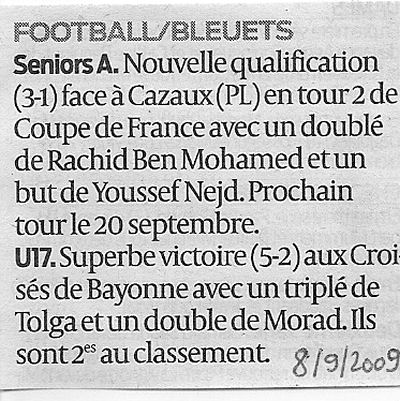 FOOTBALL/BLEUETS
Seniors A. Nouvelle qualification
(3-1) face à Cazaux (PL) en tour 2 de
Coupe de France avec un doublé
de Rachid Ben Mohamed et un
but de Youssef Nejd. Prochain
tour le 20 septembre.
U17. Superbe victoire (5-2) aux Croi-
sés de Bayonne avec un triplé de
Tolga et un double de Morad. Ils
sont 2es au classement.
8/9/2009